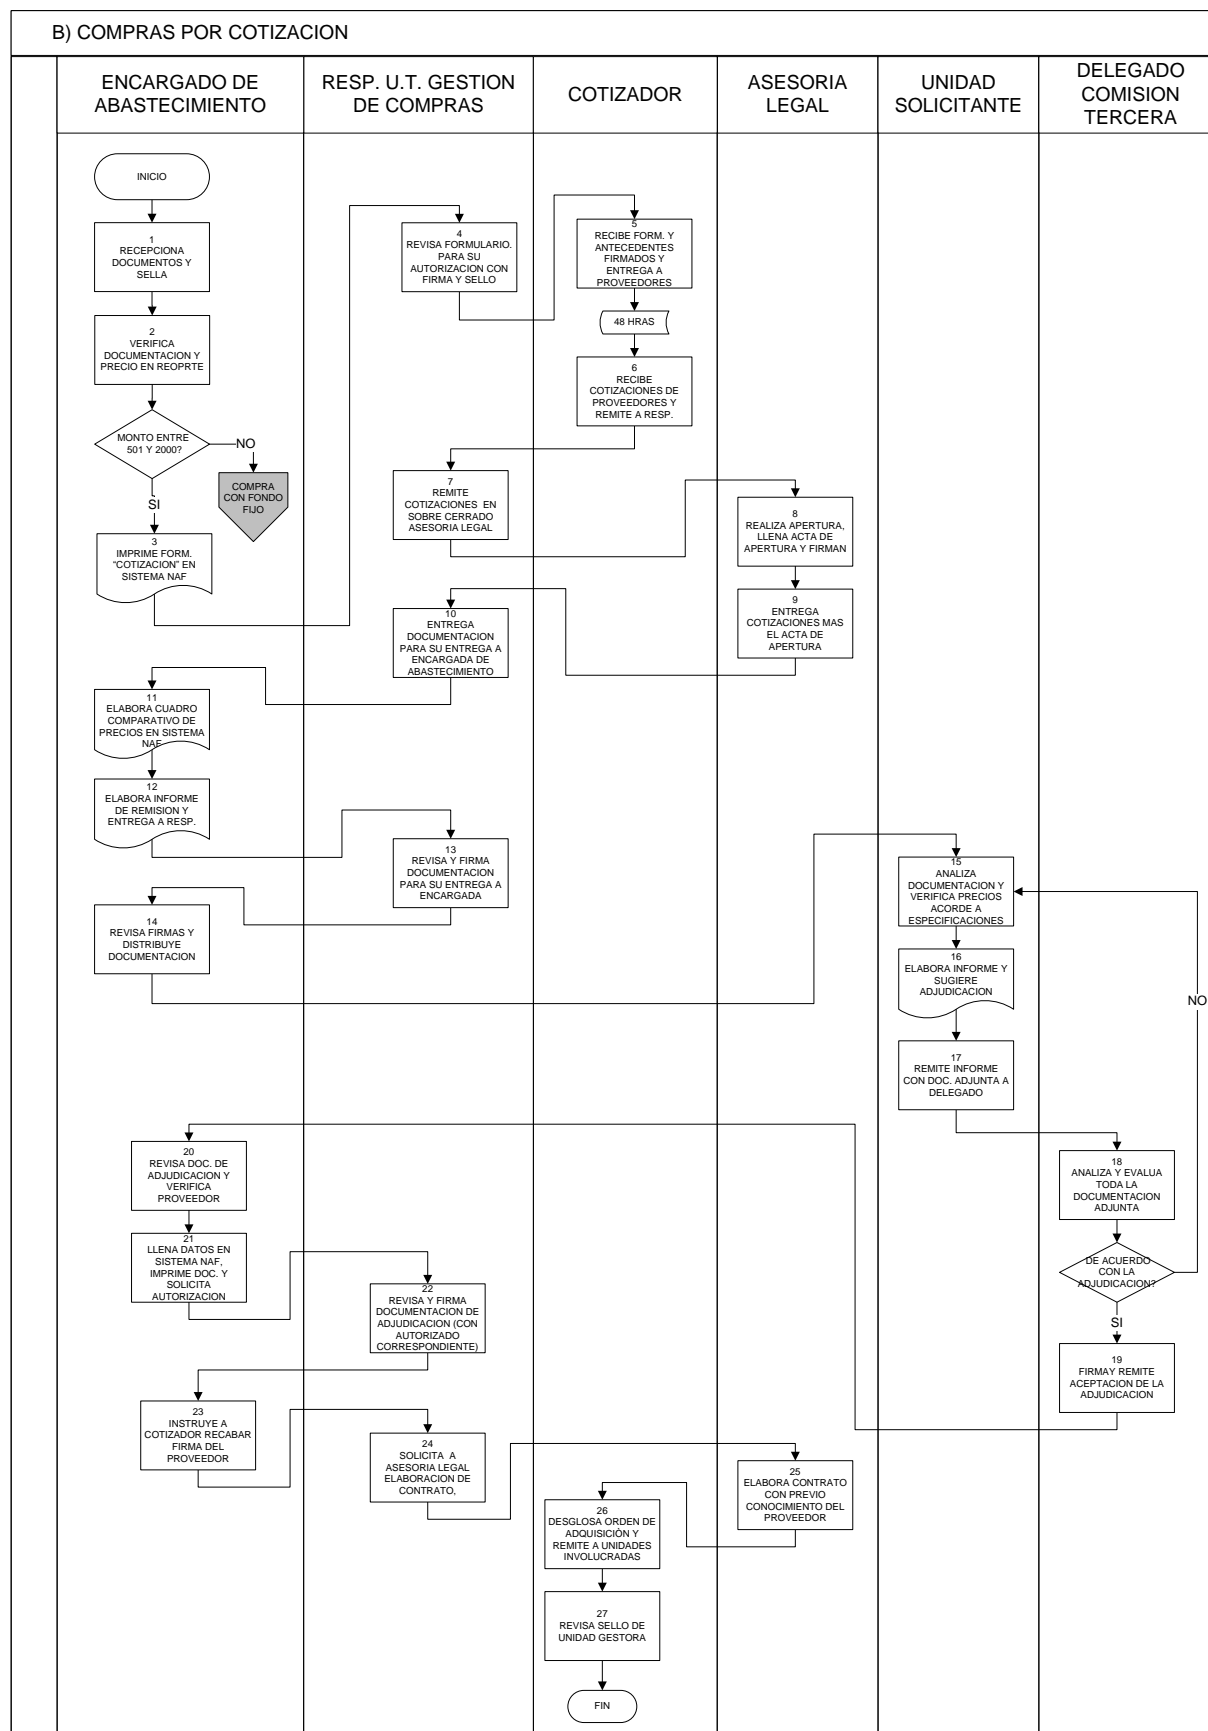 B) COMPRAS POR COTIZACION
ENCARGADO DE
ABASTECIMIENTO
RESP. U.T. GESTION
DE COMPRAS
COTIZADOR
ASESORIA
LEGAL
UNIDAD
SOLICITANTE
DELEGADO
COMISION
TERCERA
INICIO
1
RECEPCIONA
DOCUMENTOS Y
SELLA
2
VERIFICA
DOCUMENTACION Y
PRECIO EN REOPRTE
MONTO ENTRE
501 Y 2000?
NO
COMPRA
CON FONDO
FIJO
SI
3
IMPRIME FORM.
“COTIZACION” EN
SISTEMA NAF
4
REVISA FORMULARIO.
PARA SU
AUTORIZACION CON
FIRMA Y SELLO
5
RECIBE FORM. Y
ANTECEDENTES
FIRMADOS Y
ENTREGA A
PROVEEDORES
48 HRAS
6
RECIBE
COTIZACIONES DE
PROVEEDORES Y
REMITE A RESP.
7
REMITE
COTIZACIONES EN
SOBRE CERRADO
ASESORIA LEGAL
8
REALIZA APERTURA,
LLENA ACTA DE
APERTURA Y FIRMAN
9
ENTREGA
COTIZACIONES MAS
EL ACTA DE
APERTURA
10
ENTREGA
DOCUMENTACION
PARA SU ENTREGA A
ENCARGADA DE
ABASTECIMIENTO
11
ELABORA CUADRO
COMPARATIVO DE
PRECIOS EN SISTEMA
NAF
12
ELABORA INFORME
DE REMISION Y
ENTREGA A RESP.
13
REVISA Y FIRMA
DOCUMENTACION
PARA SU ENTREGA A
ENCARGADA
14
REVISA FIRMAS Y
DISTRIBUYE
DOCUMENTACION
15
ANALIZA
DOCUMENTACION Y
VERIFICA PRECIOS
ACORDE A
ESPECIFICACIONES
16
ELABORA INFORME Y
SUGIERE
ADJUDICACION
17
REMITE INFORME
CON DOC. ADJUNTA A
DELEGADO
18
ANALIZA Y EVALUA
TODA LA
DOCUMENTACION
ADJUNTA
DE ACUERDO
CON LA
ADJUDICACION?
NO
SI
19
FIRMAY REMITE
ACEPTACION DE LA
ADJUDICACION
20
REVISA DOC. DE
ADJUDICACION Y
VERIFICA
PROVEEDOR
21
LLENA DATOS EN
SISTEMA NAF,
IMPRIME DOC. Y
SOLICITA
AUTORIZACION
22
REVISA Y FIRMA
DOCUMENTACION DE
ADJUDICACION (CON
AUTORIZADO
CORRESPONDIENTE)
23
INSTRUYE A
COTIZADOR RECABAR
FIRMA DEL
PROVEEDOR
24
SOLICITA A
ASESORIA LEGAL
ELABORACION DE
CONTRATO,
25
ELABORA CONTRATO
CON PREVIO
CONOCIMIENTO DEL
PROVEEDOR
26
DESGLOSA ORDEN DE
ADQUISICIÒN Y
REMITE A UNIDADES
INVOLUCRADAS
27
REVISA SELLO DE
UNIDAD GESTORA
FIN